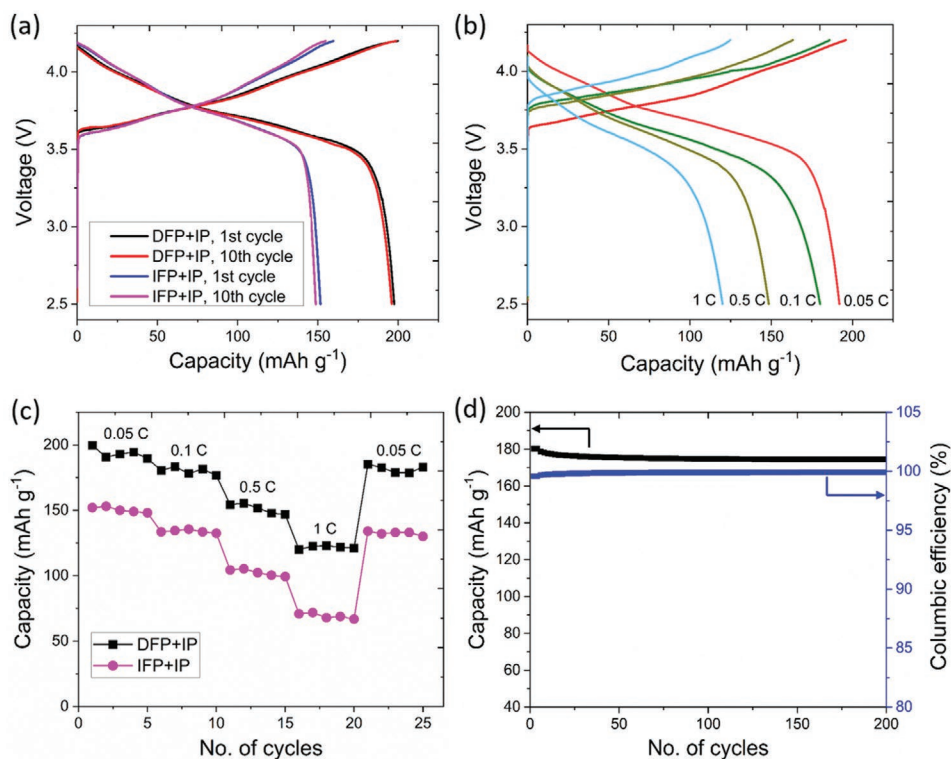 (a)
Voltage (V)
4.0
3.5
3.0
2.5
DFP+IP, 1st cycle
DFP+IP, 10th cycle
IFP+IP, 1st cycle
IFP+IP, 10th cycle
0 50 100 150 200
Capacity (mAh g⁻¹)
(b)
Voltage (V)
4.0
3.5
3.0
2.5
1 C 0.5 C 0.1 C 0.05 C
0 50 100 150 200
Capacity (mAh g⁻¹)
(c)
Capacity (mAh g⁻¹)
200
150
100
50
0
0.05 C
0.1 C
0.5 C
1 C
0.05 C
DFP+IP
IFP+IP
0 5 10 15 20 25
No. of cycles
(d)
Capacity (mAh g⁻¹)
200
180
160
140
120
100
80
60
40
105
100
95
90
85
80
Columbic efficiency (%)
0 50 100 150 200
No. of cycles